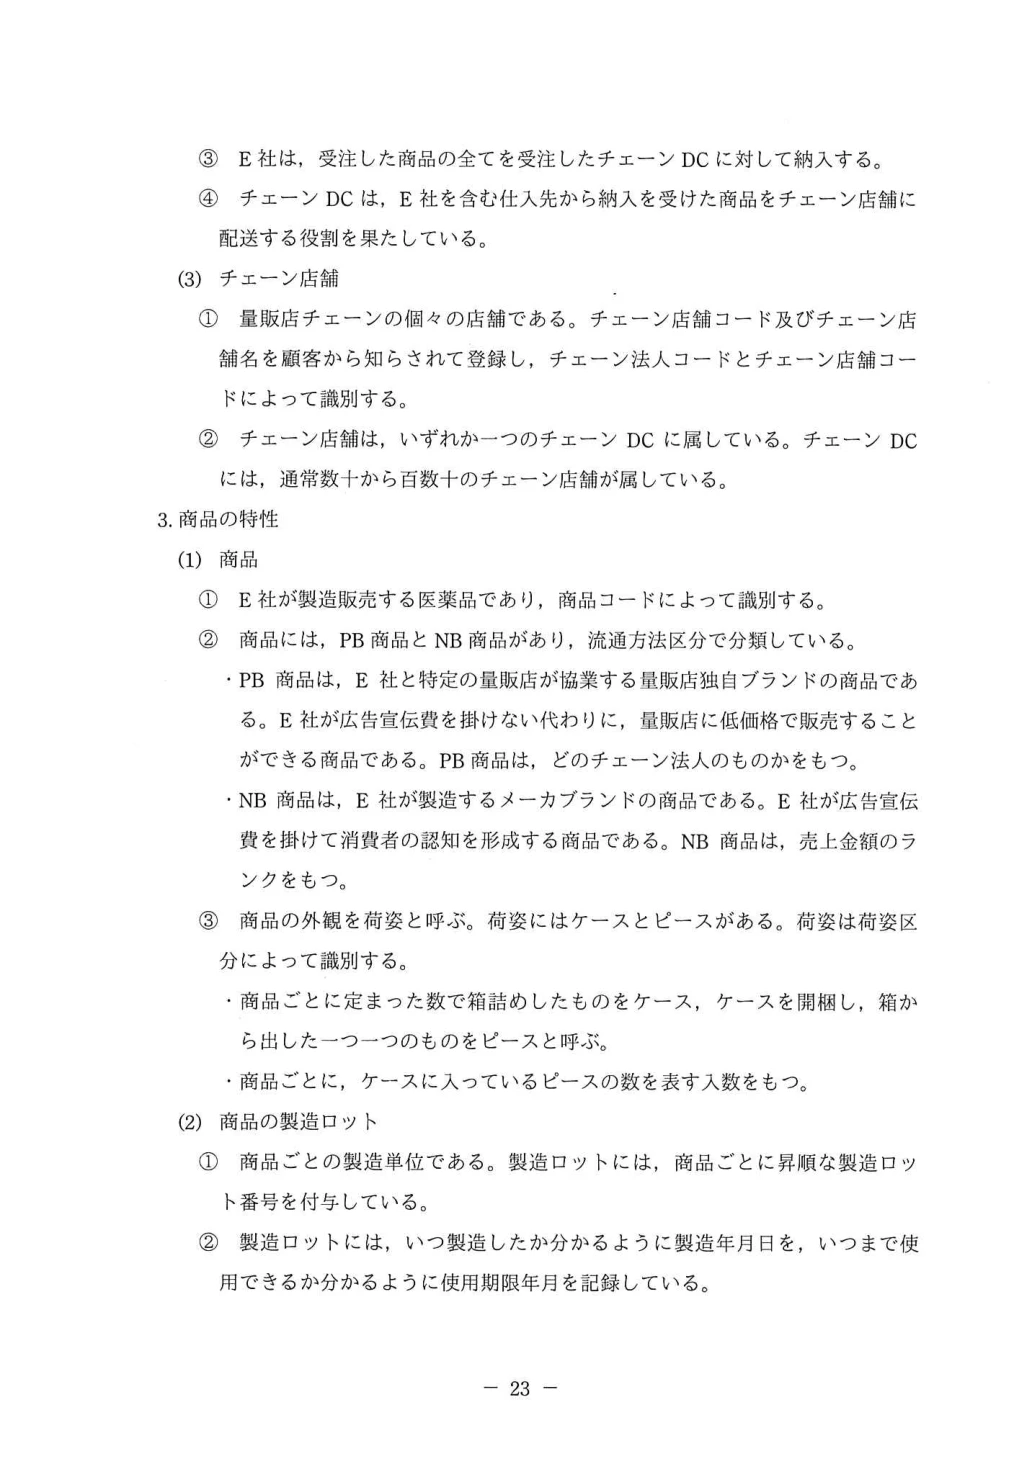 ③　E 社は，受注した商品の全てを受注したチェーン DC に対して納入する。
④　チェーン DC は，E 社を含む仕入先から納入を受けた商品をチェーン店舗に
配送する役割を果たしている。
(3)　チェーン店舗
①　量販店チェーンの個々の店舗である。チェーン店舗コード及びチェーン店
舗名を顧客から知らされて登録し，チェーン法人コードとチェーン店舗コー
ドによって識別する。
②　チェーン店舗は，いずれか一つのチェーン DC に属している。チェーン DC
には，通常数十から百数十のチェーン店舗が属している。
3. 商品の特性
(1)　商品
①　E 社が製造販売する医薬品であり，商品コードによって識別する。
②　商品には，PB 商品と NB 商品があり，流通方法区分で分類している。
・PB 商品は，E 社と特定の量販店が協業する量販店独自ブランドの商品であ
る。E 社が広告宣伝費を掛けない代わりに，量販店に低価格で販売すること
ができる商品である。PB 商品は，どのチェーン法人のものかをもつ。
・NB 商品は，E 社が製造するメーカブランドの商品である。E 社が広告宣伝
費を掛けて消費者の認知を形成する商品である。NB 商品は，売上金額のラ
ンクをもつ。
③　商品の外観を荷姿と呼ぶ。荷姿にはケースとピースがある。荷姿は荷姿区
分によって識別する。
・商品ごとに定まった数で箱詰めしたものをケース，ケースを開梱し，箱か
ら出した一つ一つのものをピースと呼ぶ。
・商品ごとに，ケースに入っているピースの数を表す入数をもつ。
(2)　商品の製造ロット
①　商品ごとの製造単位である。製造ロットには，商品ごとに昇順な製造ロッ
ト番号を付与している。
②　製造ロットには，いつ製造したか分かるように製造年月日を，いつまで使
用できるか分かるように使用期限年月を記録している。
－ 23 －